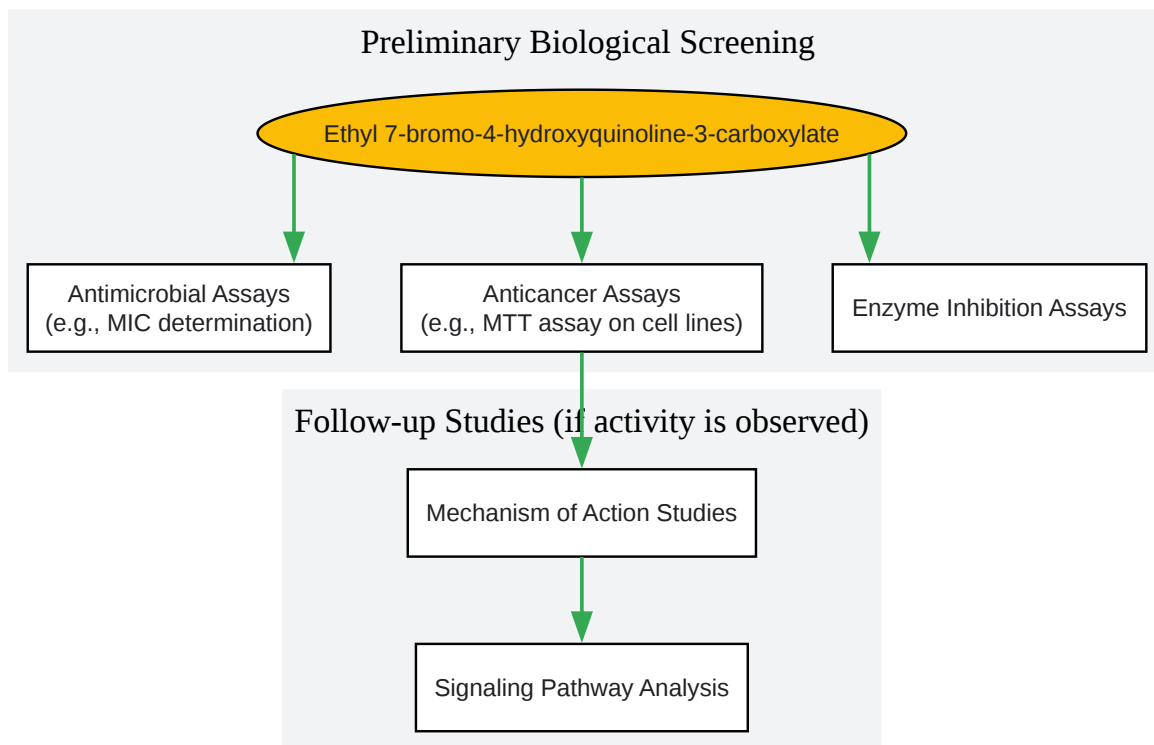 Preliminary Biological Screening
Ethyl 7-bromo-4-hydroxyquinoline-3-carboxylate
Antimicrobial Assays
(e.g., MIC determination)
Anticancer Assays
(e.g., MTT assay on cell lines)
Enzyme Inhibition Assays
Follow-up Studies (if activity is observed)
Mechanism of Action Studies
Signaling Pathway Analysis